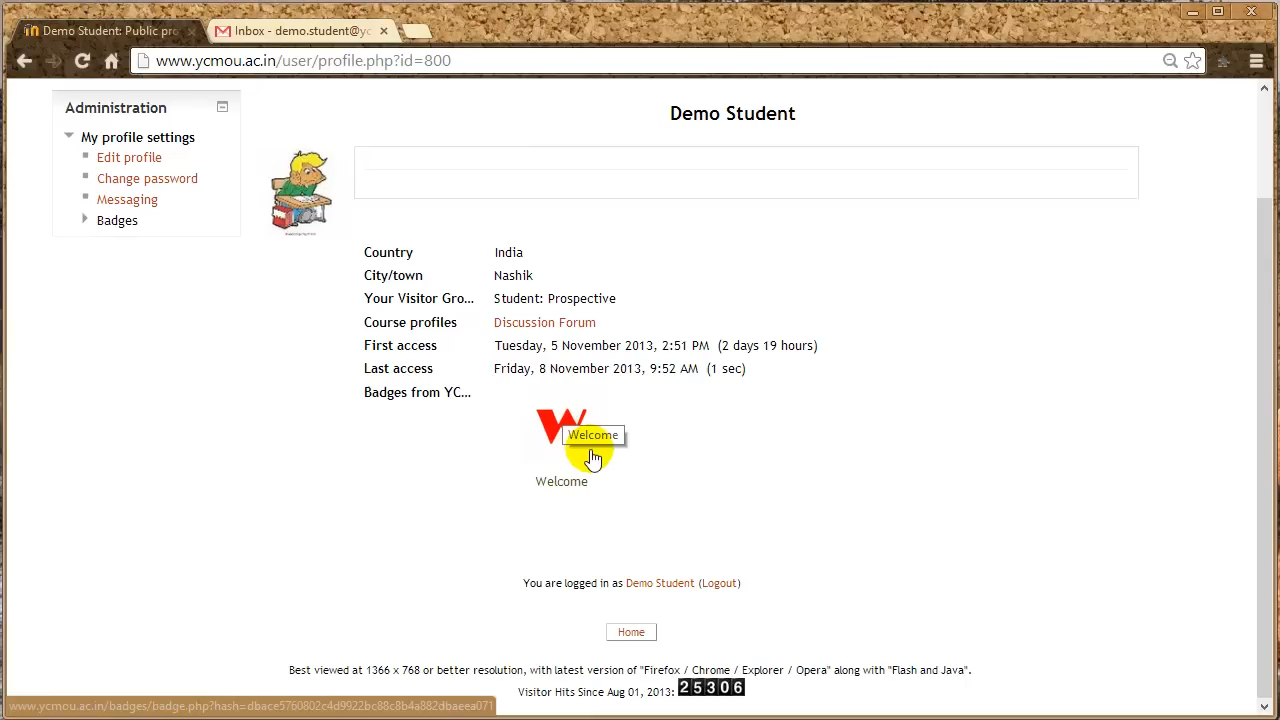 Demo Student: Public pro
Inbox - demo.student@yc
www.ycmou.ac.in/user/profile.php?id=800
Administration
My profile settings
Edit profile
Change password
Messaging
Badges
Demo Student
Country India
City/town Nashik
Your Visitor Gro... Student: Prospective
Course profiles Discussion Forum
First access Tuesday, 5 November 2013, 2:51 PM (2 days 19 hours)
Last access Friday, 8 November 2013, 9:52 AM (1 sec)
Badges from YC...
W
Welcome
Welcome
You are logged in as Demo Student (Logout)
Home
Best viewed at 1366 x 768 or better resolution, with latest version of "Firefox / Chrome / Explorer / Opera" along with "Flash and Java".
Visitor Hits Since Aug 01, 2013: 25306
www.ycmou.ac.in/badges/badge.php?hash=dbace5760802c4d9922bc88c8b4a882dbaeea071